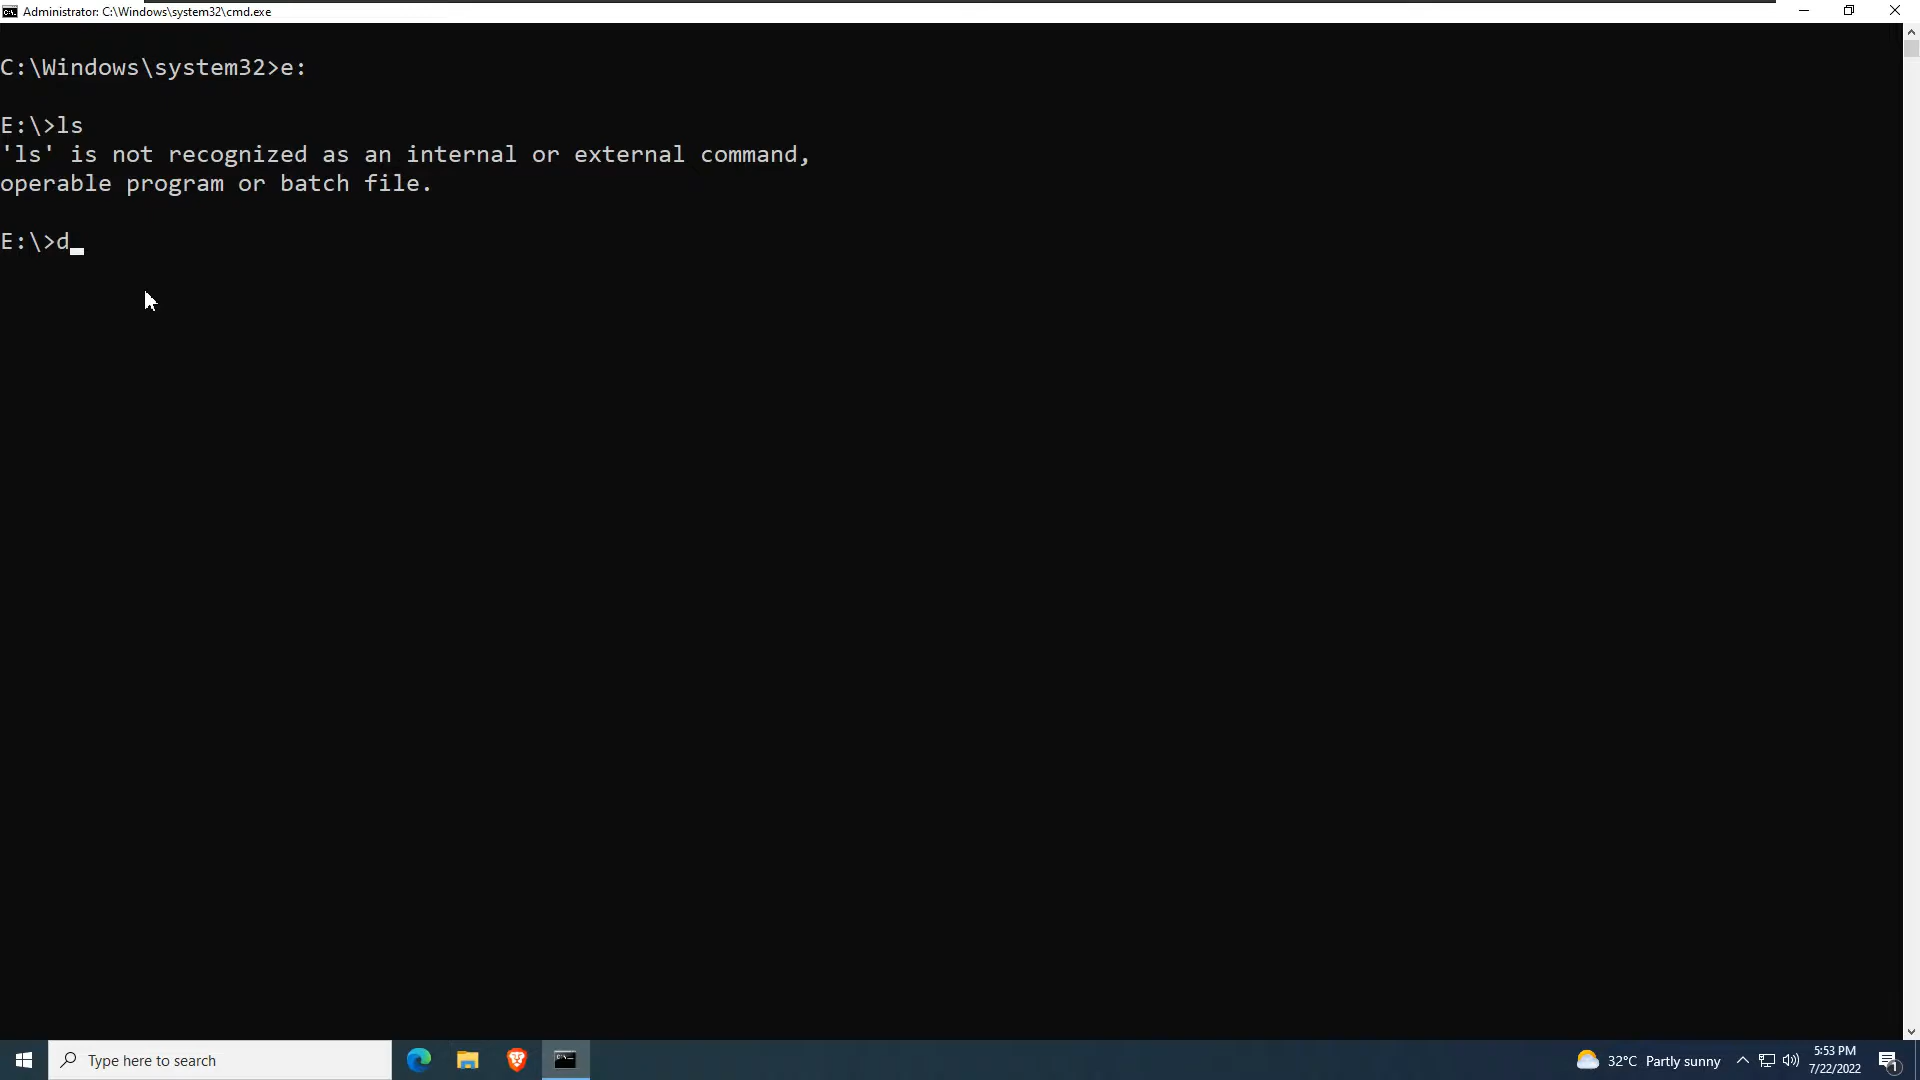 Administrator: C:\Windows\system32\cmd.exe
C:\Windows\system32>e:
E:\>ls
'ls' is not recognized as an internal or external command,
operable program or batch file.
E:\>d
Type here to search
32°C Partly sunny
5:53 PM
7/22/2022
1